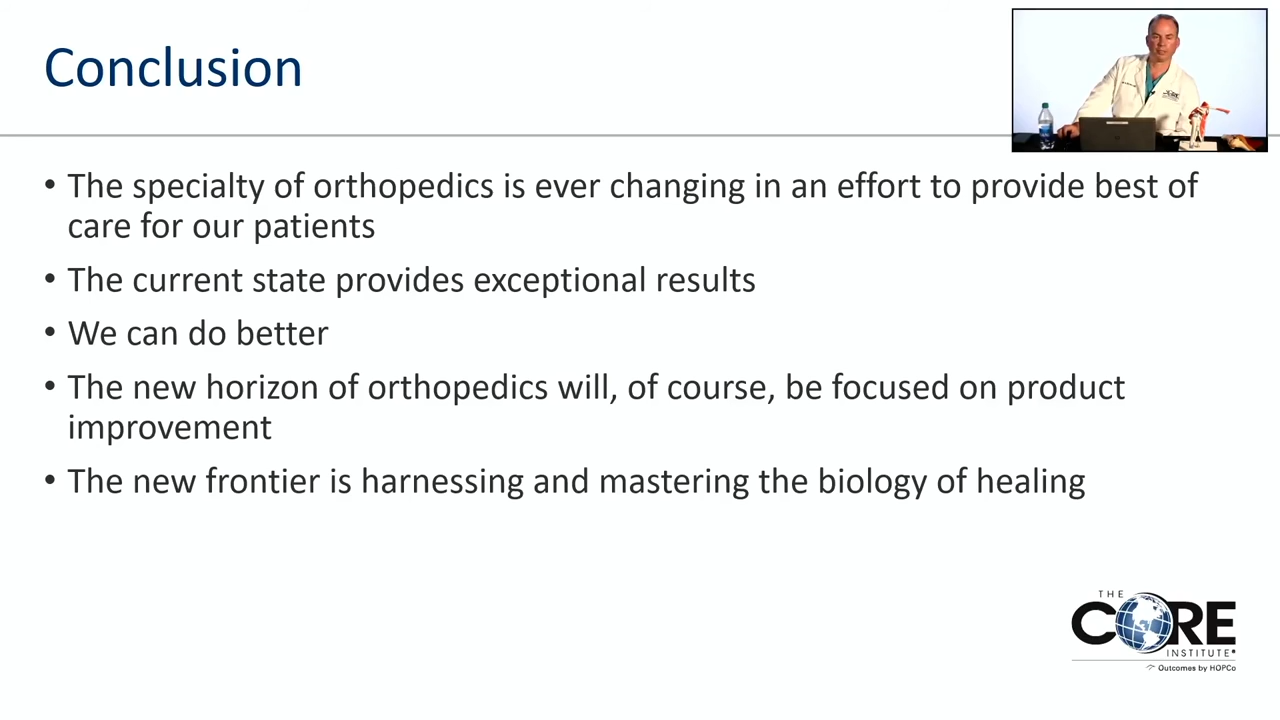 Conclusion
• The specialty of orthopedics is ever changing in an effort to provide best of
care for our patients
• The current state provides exceptional results
• We can do better
• The new horizon of orthopedics will, of course, be focused on product
improvement
• The new frontier is harnessing and mastering the biology of healing
CORE
THE
CORE
INSTITUTE
Outcomes by HOPCo